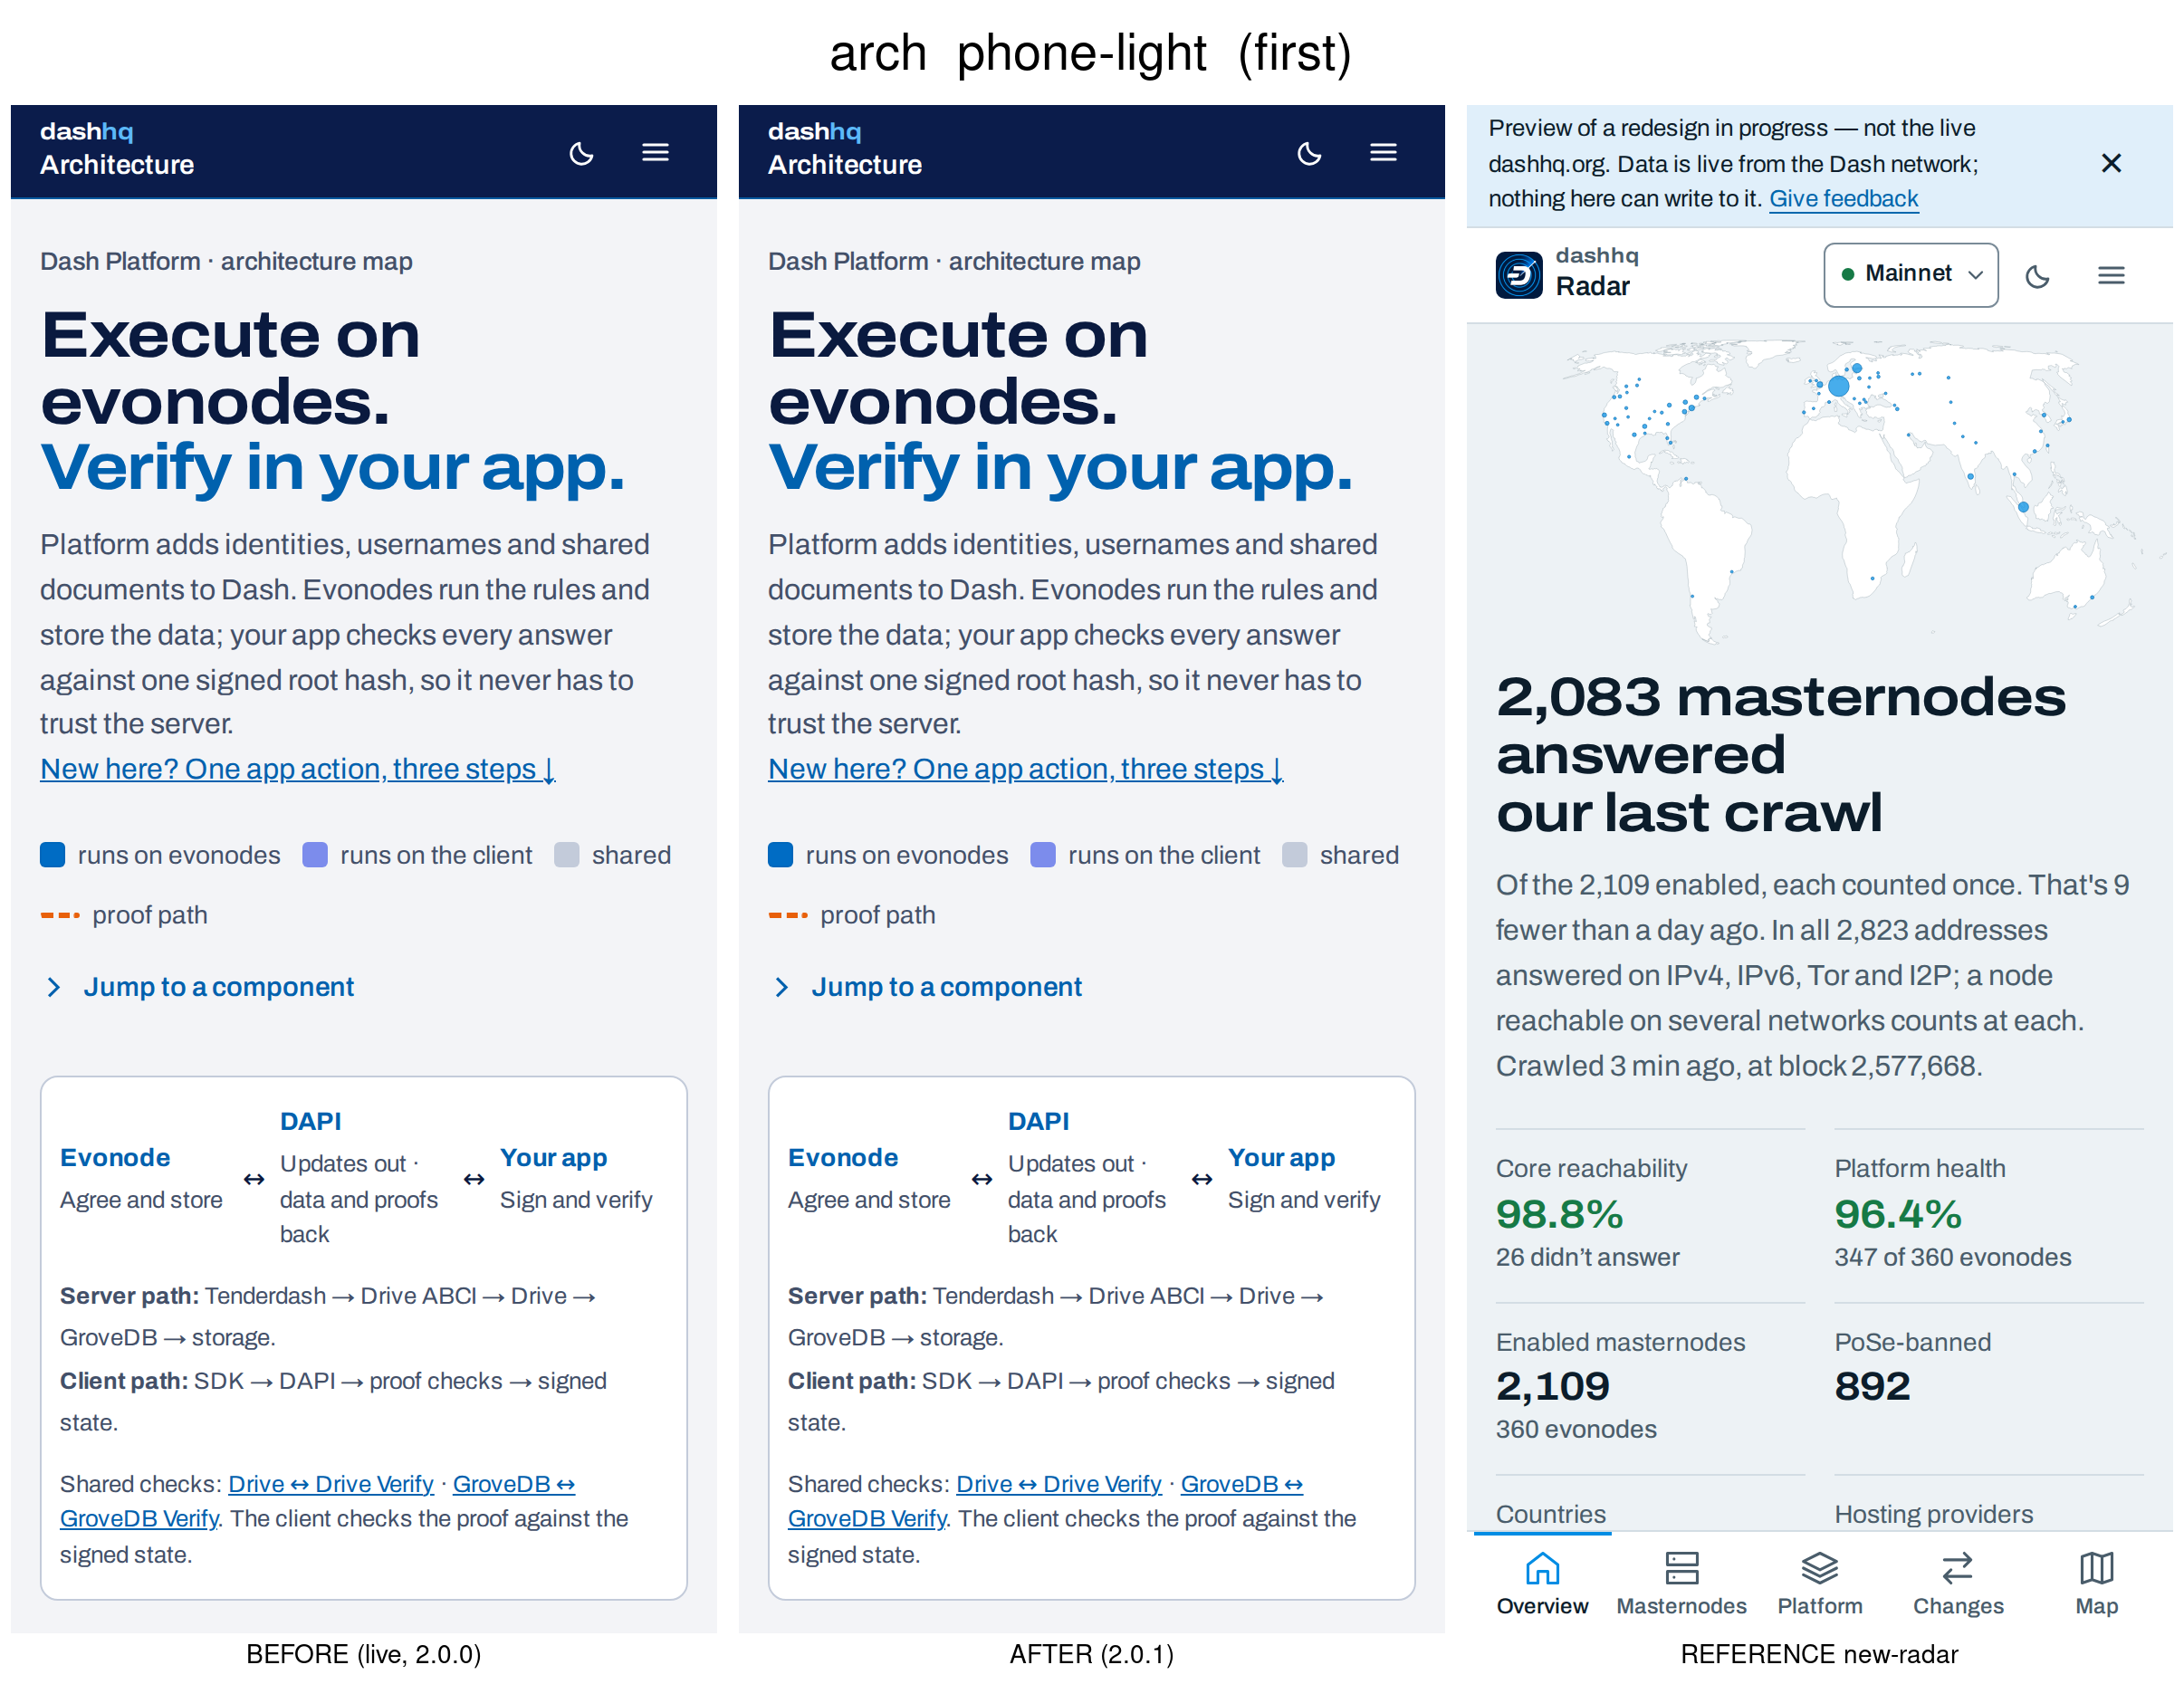 arch phone-light (first)
dashhq
Architecture
Dash Platform · architecture map
Execute on
evonodes.
Verify in your app.
Platform adds identities, usernames and shared
documents to Dash. Evonodes run the rules and
store the data; your app checks every answer
against one signed root hash, so it never has to
trust the server.
New here? One app action, three steps ↓
runs on evonodes
runs on the client
shared
proof path
Jump to a component
Evonode
Agree and store
↔
DAPI
Updates out ·
data and proofs
back
↔
Your app
Sign and verify
Server path: Tenderdash → Drive ABCI → Drive →
GroveDB → storage.
Client path: SDK → DAPI → proof checks → signed
state.
Shared checks: Drive ↔ Drive Verify · GroveDB ↔
GroveDB Verify. The client checks the proof against the
signed state.
BEFORE (live, 2.0.0)
dashhq
Architecture
Dash Platform · architecture map
Execute on
evonodes.
Verify in your app.
Platform adds identities, usernames and shared
documents to Dash. Evonodes run the rules and
store the data; your app checks every answer
against one signed root hash, so it never has to
trust the server.
New here? One app action, three steps ↓
runs on evonodes
runs on the client
shared
proof path
Jump to a component
Evonode
Agree and store
↔
DAPI
Updates out ·
data and proofs
back
↔
Your app
Sign and verify
Server path: Tenderdash → Drive ABCI → Drive →
GroveDB → storage.
Client path: SDK → DAPI → proof checks → signed
state.
Shared checks: Drive ↔ Drive Verify · GroveDB ↔
GroveDB Verify. The client checks the proof against the
signed state.
AFTER (2.0.1)
Preview of a redesign in progress — not the live
dashhq.org. Data is live from the Dash network;
nothing here can write to it. Give feedback
dashhq
Radar
Mainnet
2,083 masternodes
answered
our last crawl
Of the 2,109 enabled, each counted once. That's 9
fewer than a day ago. In all 2,823 addresses
answered on IPv4, IPv6, Tor and I2P; a node
reachable on several networks counts at each.
Crawled 3 min ago, at block 2,577,668.
Core reachability
98.8%
26 didn’t answer
Platform health
96.4%
347 of 360 evonodes
Enabled masternodes
2,109
360 evonodes
PoSe-banned
892
Countries
Hosting providers
Overview
Masternodes
Platform
Changes
Map
REFERENCE new-radar